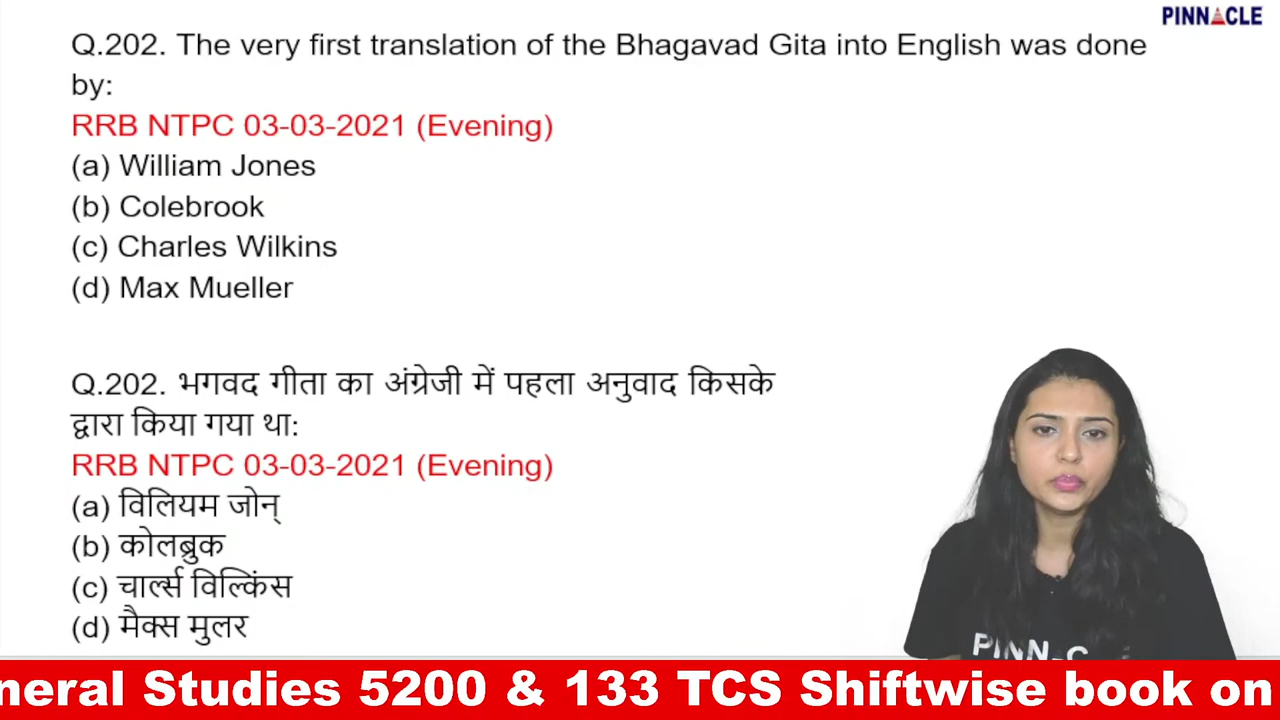 PINNACLE
Q.202. The very first translation of the Bhagavad Gita into English was done
by:
RRB NTPC 03-03-2021 (Evening)
(a) William Jones
(b) Colebrook
(c) Charles Wilkins
(d) Max Mueller
Q.202. भगवद गीता का अंग्रेजी में पहला अनुवाद किसके
द्वारा किया गया था:
RRB NTPC 03-03-2021 (Evening)
(a) विलियम जोन्
(b) कोलब्रुक
(c) चार्ल्स विल्किंस
(d) मैक्स मुलर
neral Studies 5200 & 133 TCS Shiftwise book on